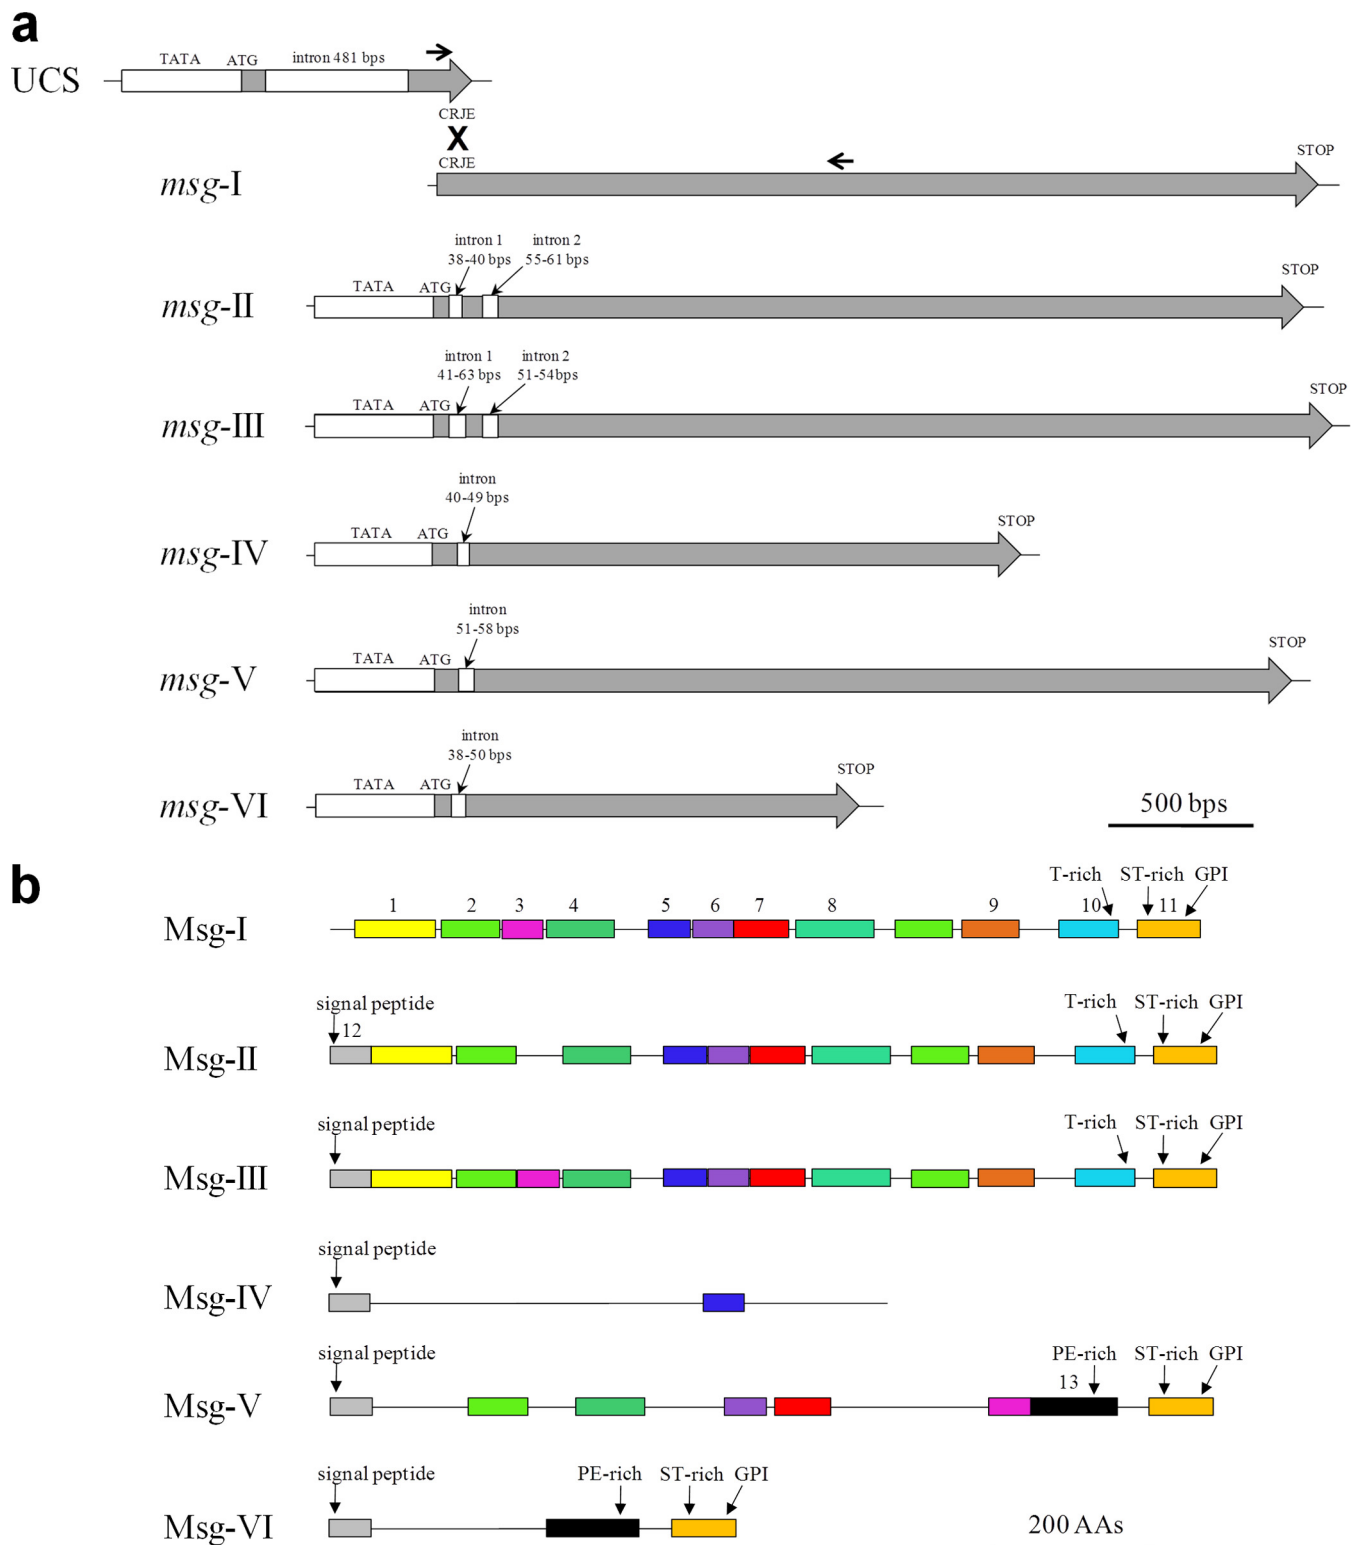 a
UCS
TATA ATG intron 481 bps
CRJE
X
CRJE
msg-I
STOP
intron 1 intron 2
38-40 bps 55-61 bps
STOP
msg-II
TATA ATG
intron 1 intron 2
41-63 bps 51-54bps
STOP
msg-III
TATA ATG
intron
40-49 bps
STOP
msg-IV
TATA ATG
intron
51-58 bps
STOP
msg-V
TATA ATG
intron
38-50 bps
STOP
msg-VI
TATA ATG
500 bps
b
T-rich ST-rich GPI
Msg-I
1 2 3 4 5 6 7 8 9 10 11
signal peptide T-rich ST-rich GPI
12
Msg-II
signal peptide T-rich ST-rich GPI
Msg-III
signal peptide
Msg-IV
signal peptide PE-rich ST-rich GPI
13
Msg-V
signal peptide PE-rich ST-rich GPI
Msg-VI
200 AAs